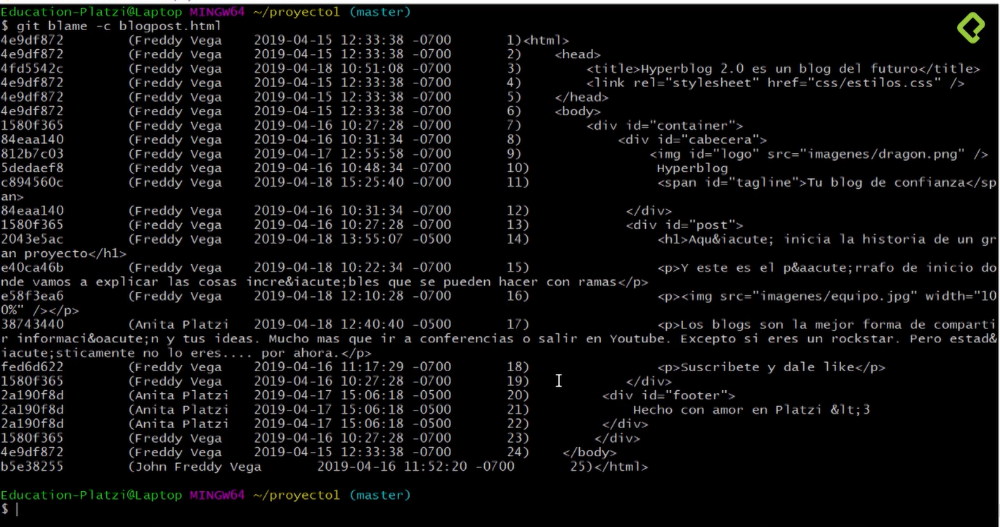 Education-Platzi@Laptop MINGW64 ~/proyecto1 (master)
$ git blame -c blogpost.html
4e9df872        (Freddy Vega    2019-04-15 12:33:38 -0700       1)<html>
4e9df872        (Freddy Vega    2019-04-15 12:33:38 -0700       2)    <head>
4fd5542c        (Freddy Vega    2019-04-18 10:51:08 -0700       3)        <title>Hyperblog 2.0 es un blog del futuro</title>
4e9df872        (Freddy Vega    2019-04-15 12:33:38 -0700       4)        <link rel="stylesheet" href="css/estilos.css" />
4e9df872        (Freddy Vega    2019-04-15 12:33:38 -0700       5)    </head>
4e9df872        (Freddy Vega    2019-04-15 12:33:38 -0700       6)    <body>
1580f365        (Freddy Vega    2019-04-16 10:27:28 -0700       7)        <div id="container">
84eaa140        (Freddy Vega    2019-04-16 10:31:34 -0700       8)            <div id="cabecera">
812b7c03        (Freddy Vega    2019-04-17 12:55:58 -0700       9)                <img id="logo" src="imagenes/dragon.png" />
5dedaef8        (Freddy Vega    2019-04-16 10:48:34 -0700       10)                Hyperblog
c894560c        (Freddy Vega    2019-04-18 15:25:40 -0700       11)                <span id="tagline">Tu blog de confianza</sp
an>
84eaa140        (Freddy Vega    2019-04-16 10:31:34 -0700       12)            </div>
1580f365        (Freddy Vega    2019-04-16 10:27:28 -0700       13)            <div id="post">
2043e5ac        (Freddy Vega    2019-04-18 13:55:07 -0500       14)                <h1>Aqu&iacute; inicia la historia de un gr
an proyecto</h1>
e40ca46b        (Freddy Vega    2019-04-18 10:22:34 -0700       15)                <p>Y este es el p&aacute;rrafo de inicio do
nde vamos a explicar las cosas incre&iacute;bles que se pueden hacer con ramas</p>
e58f3ea6        (Freddy Vega    2019-04-18 12:10:28 -0700       16)                <p><img src="imagenes/equipo.jpg" width="10
0%" /></p>
38743440        (Anita Platzi   2019-04-18 12:40:40 -0500       17)                <p>Los blogs son la mejor forma de comparti
r informaci&oacute;n y tus ideas. Mucho mas que ir a conferencias o salir en Youtube. Excepto si eres un rockstar. Pero estad&
iacute;sticamente no lo eres.... por ahora.</p>
fed6d622        (Freddy Vega    2019-04-16 11:17:29 -0700       18)                <p>Suscribete y dale like</p>
1580f365        (Freddy Vega    2019-04-16 10:27:28 -0700       19)            </div>
2a190f8d        (Anita Platzi   2019-04-17 15:06:18 -0500       20)         <div id="footer">
2a190f8d        (Anita Platzi   2019-04-17 15:06:18 -0500       21)             Hecho con amor en Platzi &lt;3
2a190f8d        (Anita Platzi   2019-04-17 15:06:18 -0500       22)         </div>
1580f365        (Freddy Vega    2019-04-16 10:27:28 -0700       23)        </div>
4e9df872        (Freddy Vega    2019-04-15 12:33:38 -0700       24)    </body>
b5e38255        (John Freddy Vega       2019-04-16 11:52:20 -0700       25)</html>
Education-Platzi@Laptop MINGW64 ~/proyecto1 (master)
$